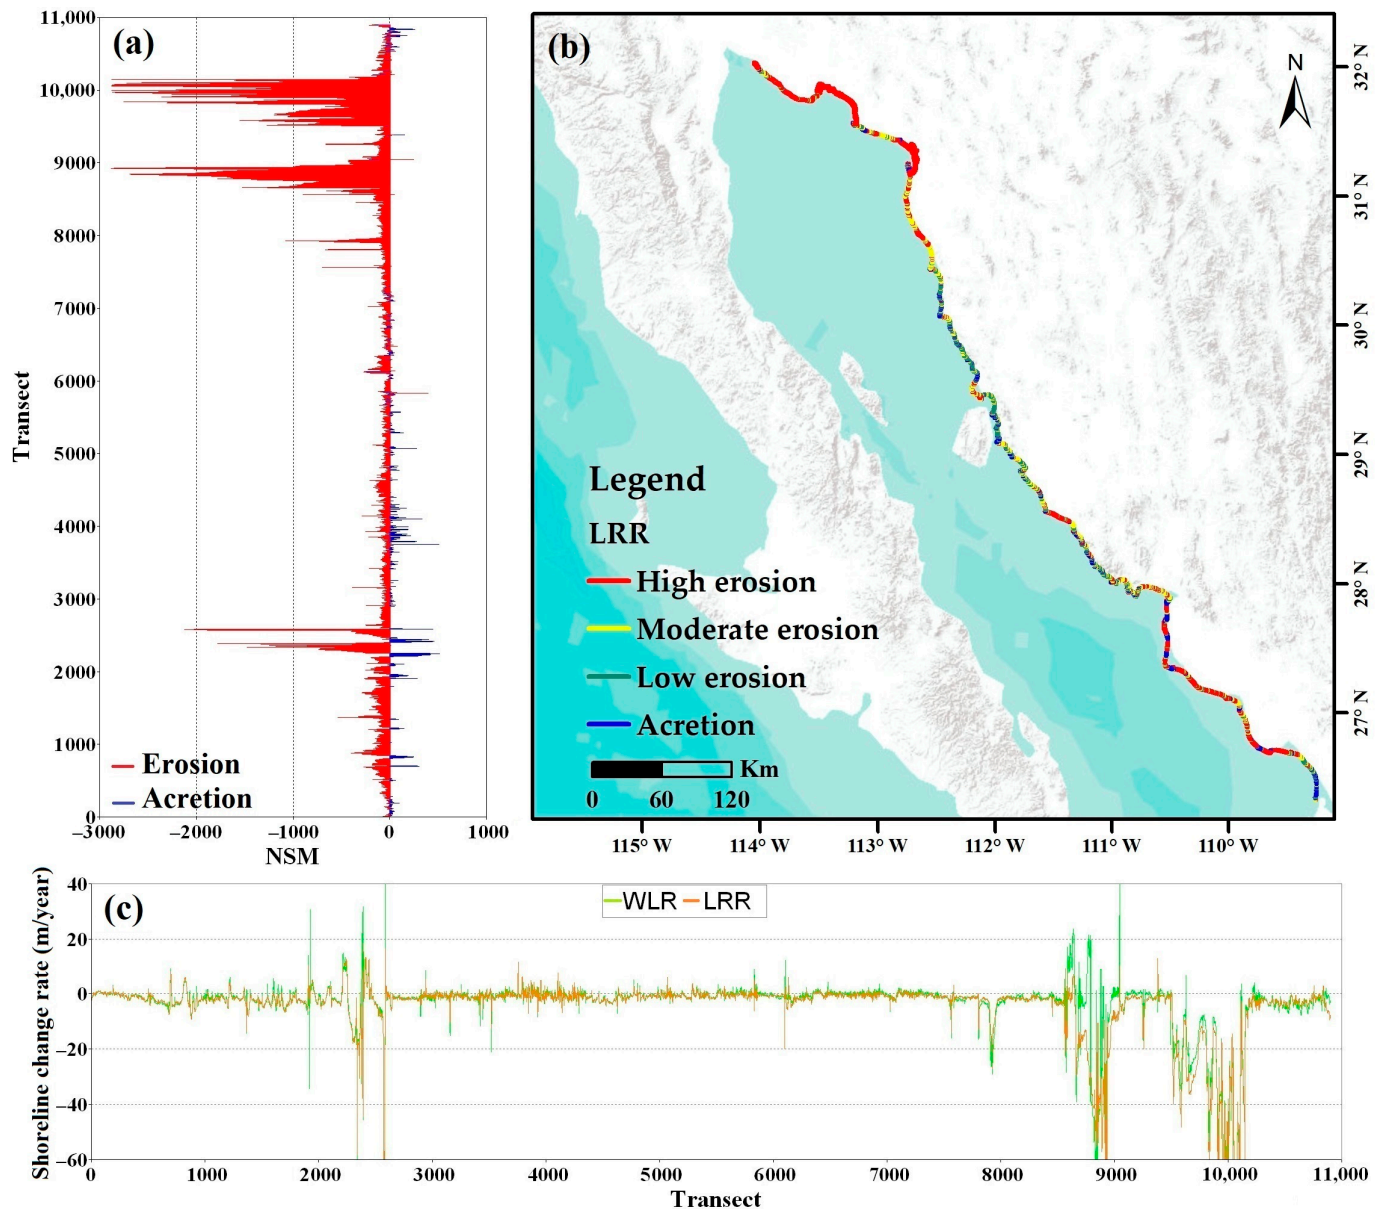 (a)
11,000
10,000
9000
8000
7000
6000
5000
4000
3000
2000
1000
0
Transect
Erosion
Acretion
−3000 −2000 −1000 0 1000
NSM
(b)
N
32° N
31° N
30° N
29° N
28° N
27° N
Legend
LRR
High erosion
Moderate erosion
Low erosion
Acretion
Km
0 60 120
115° W 114° W 113° W 112° W 111° W 110° W
(c)
WLR LRR
Shoreline change rate (m/year)
40
20
0
−20
−40
−60
0 1000 2000 3000 4000 5000 6000 7000 8000 9000 10,000 11,000
Transect